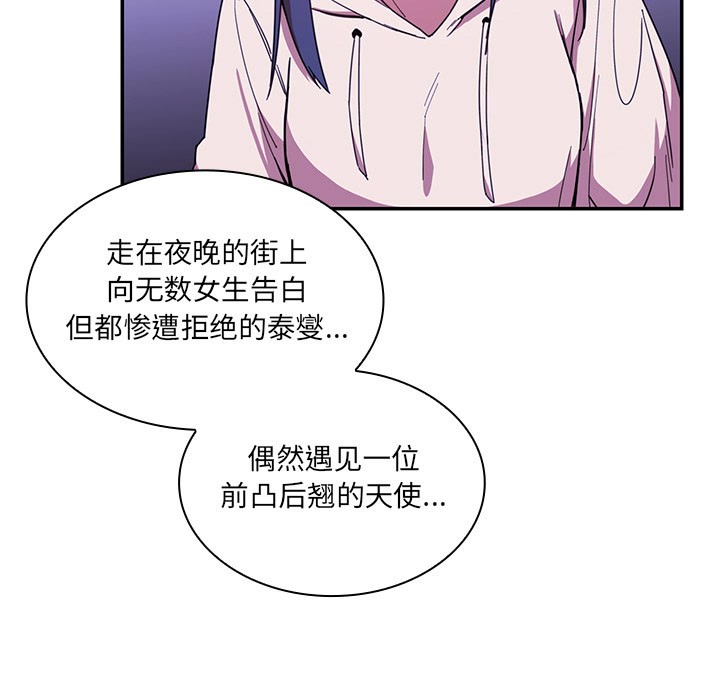 走在夜晚的街上
向无数女生告白
但都惨遭拒绝的泰燮...
偶然遇见一位
前凸后翘的天使...